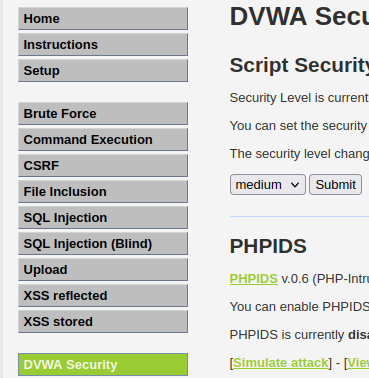 Home
Instructions
Setup
Brute Force
Command Execution
CSRF
File Inclusion
SQL Injection
SQL Injection (Blind)
Upload
XSS reflected
XSS stored
DVWA Security
DVWA
Script Security
Security Level is current
You can set the security
The security level chang
medium Submit
PHPIDS
PHPIDS v.0.6 (PHP-Intru
You can enable PHPIDS
PHPIDS is currently disa
[Simulate attack] - [View